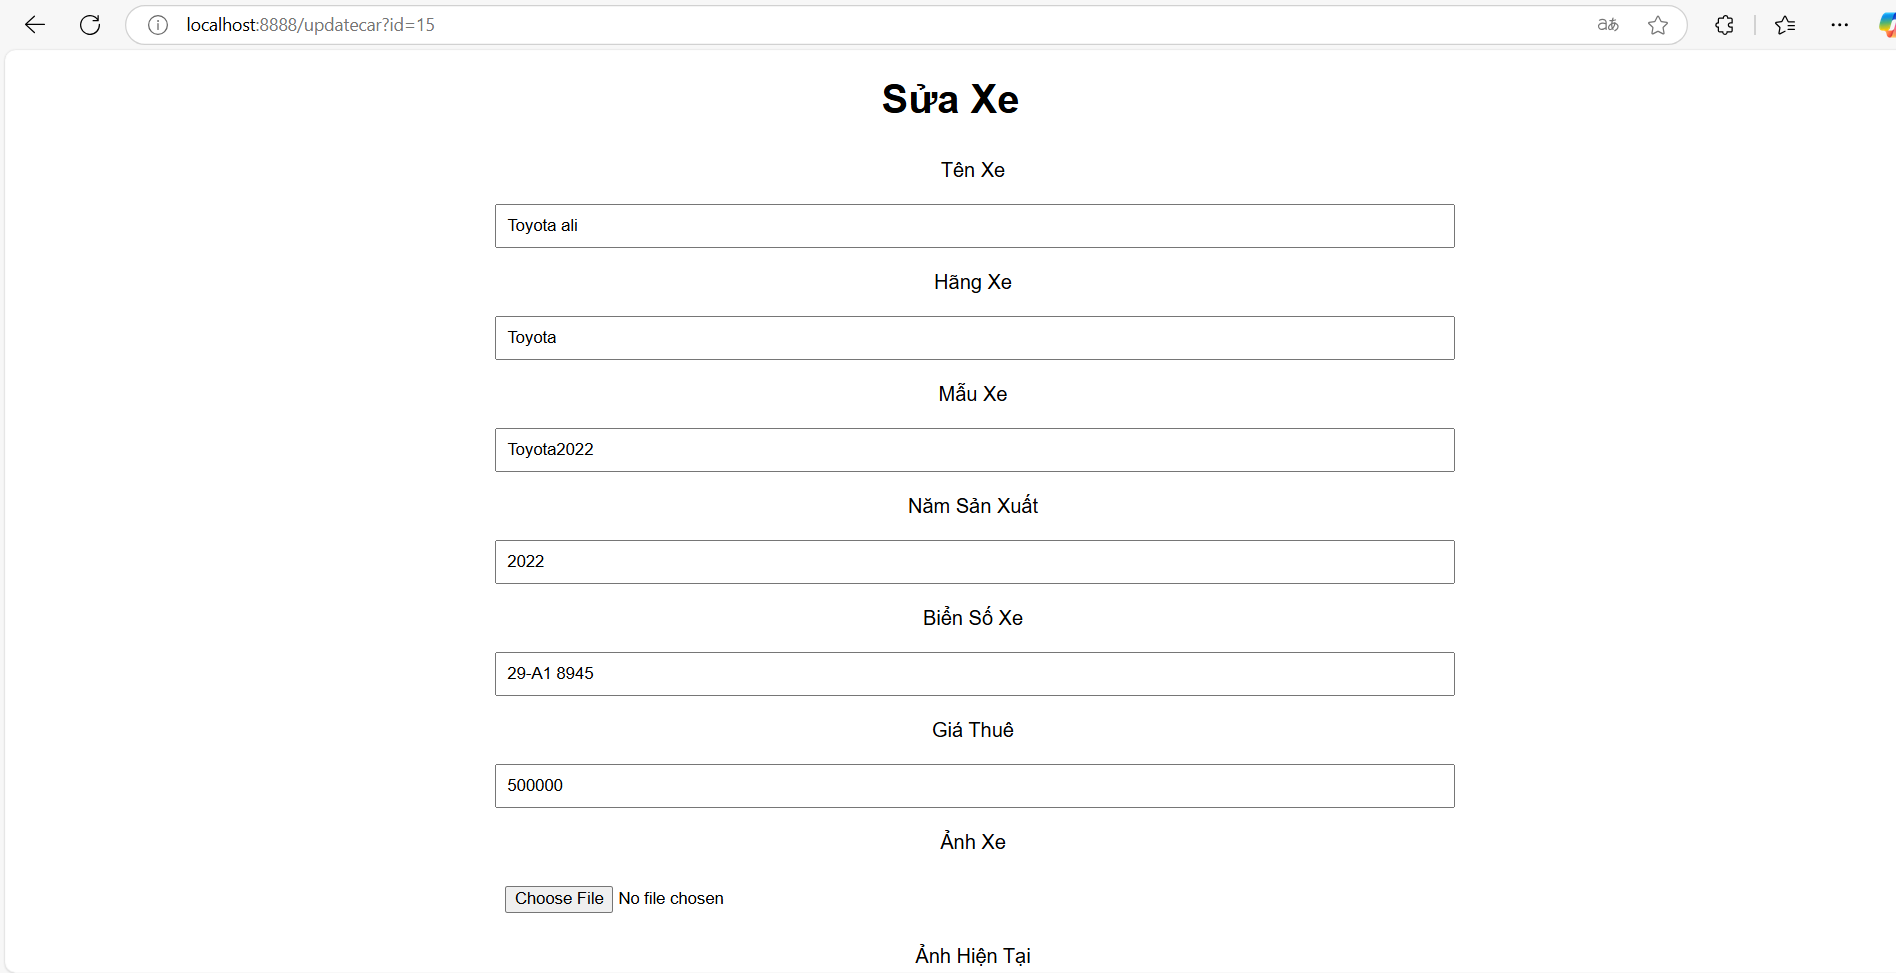 localhost:8888/updatecar?id=15
Sửa Xe
Tên Xe
Toyota ali
Hãng Xe
Toyota
Mẫu Xe
Toyota2022
Năm Sản Xuất
2022
Biển Số Xe
29-A1 8945
Giá Thuê
500000
Ảnh Xe
Choose File No file chosen
Ảnh Hiện Tại